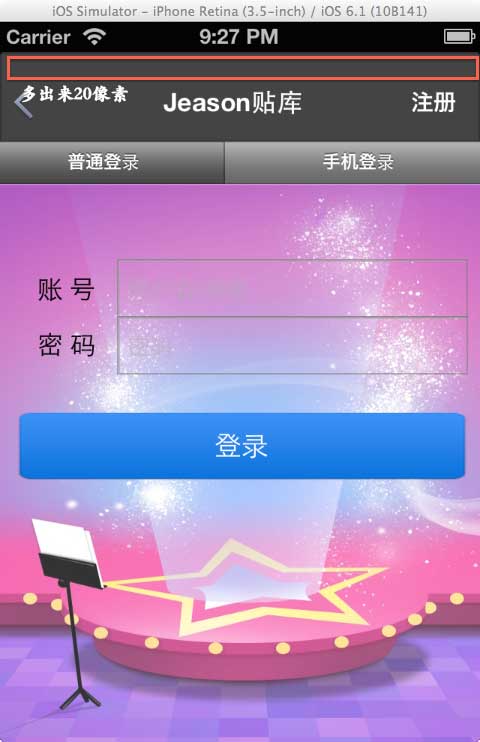 iOS Simulator - iPhone Retina (3.5-inch) / iOS 6.1 (10B141)
Carrier 9:27 PM
多出来20像素
Jeason贴库 注册
普通登录 手机登录
账 号
密 码
登录